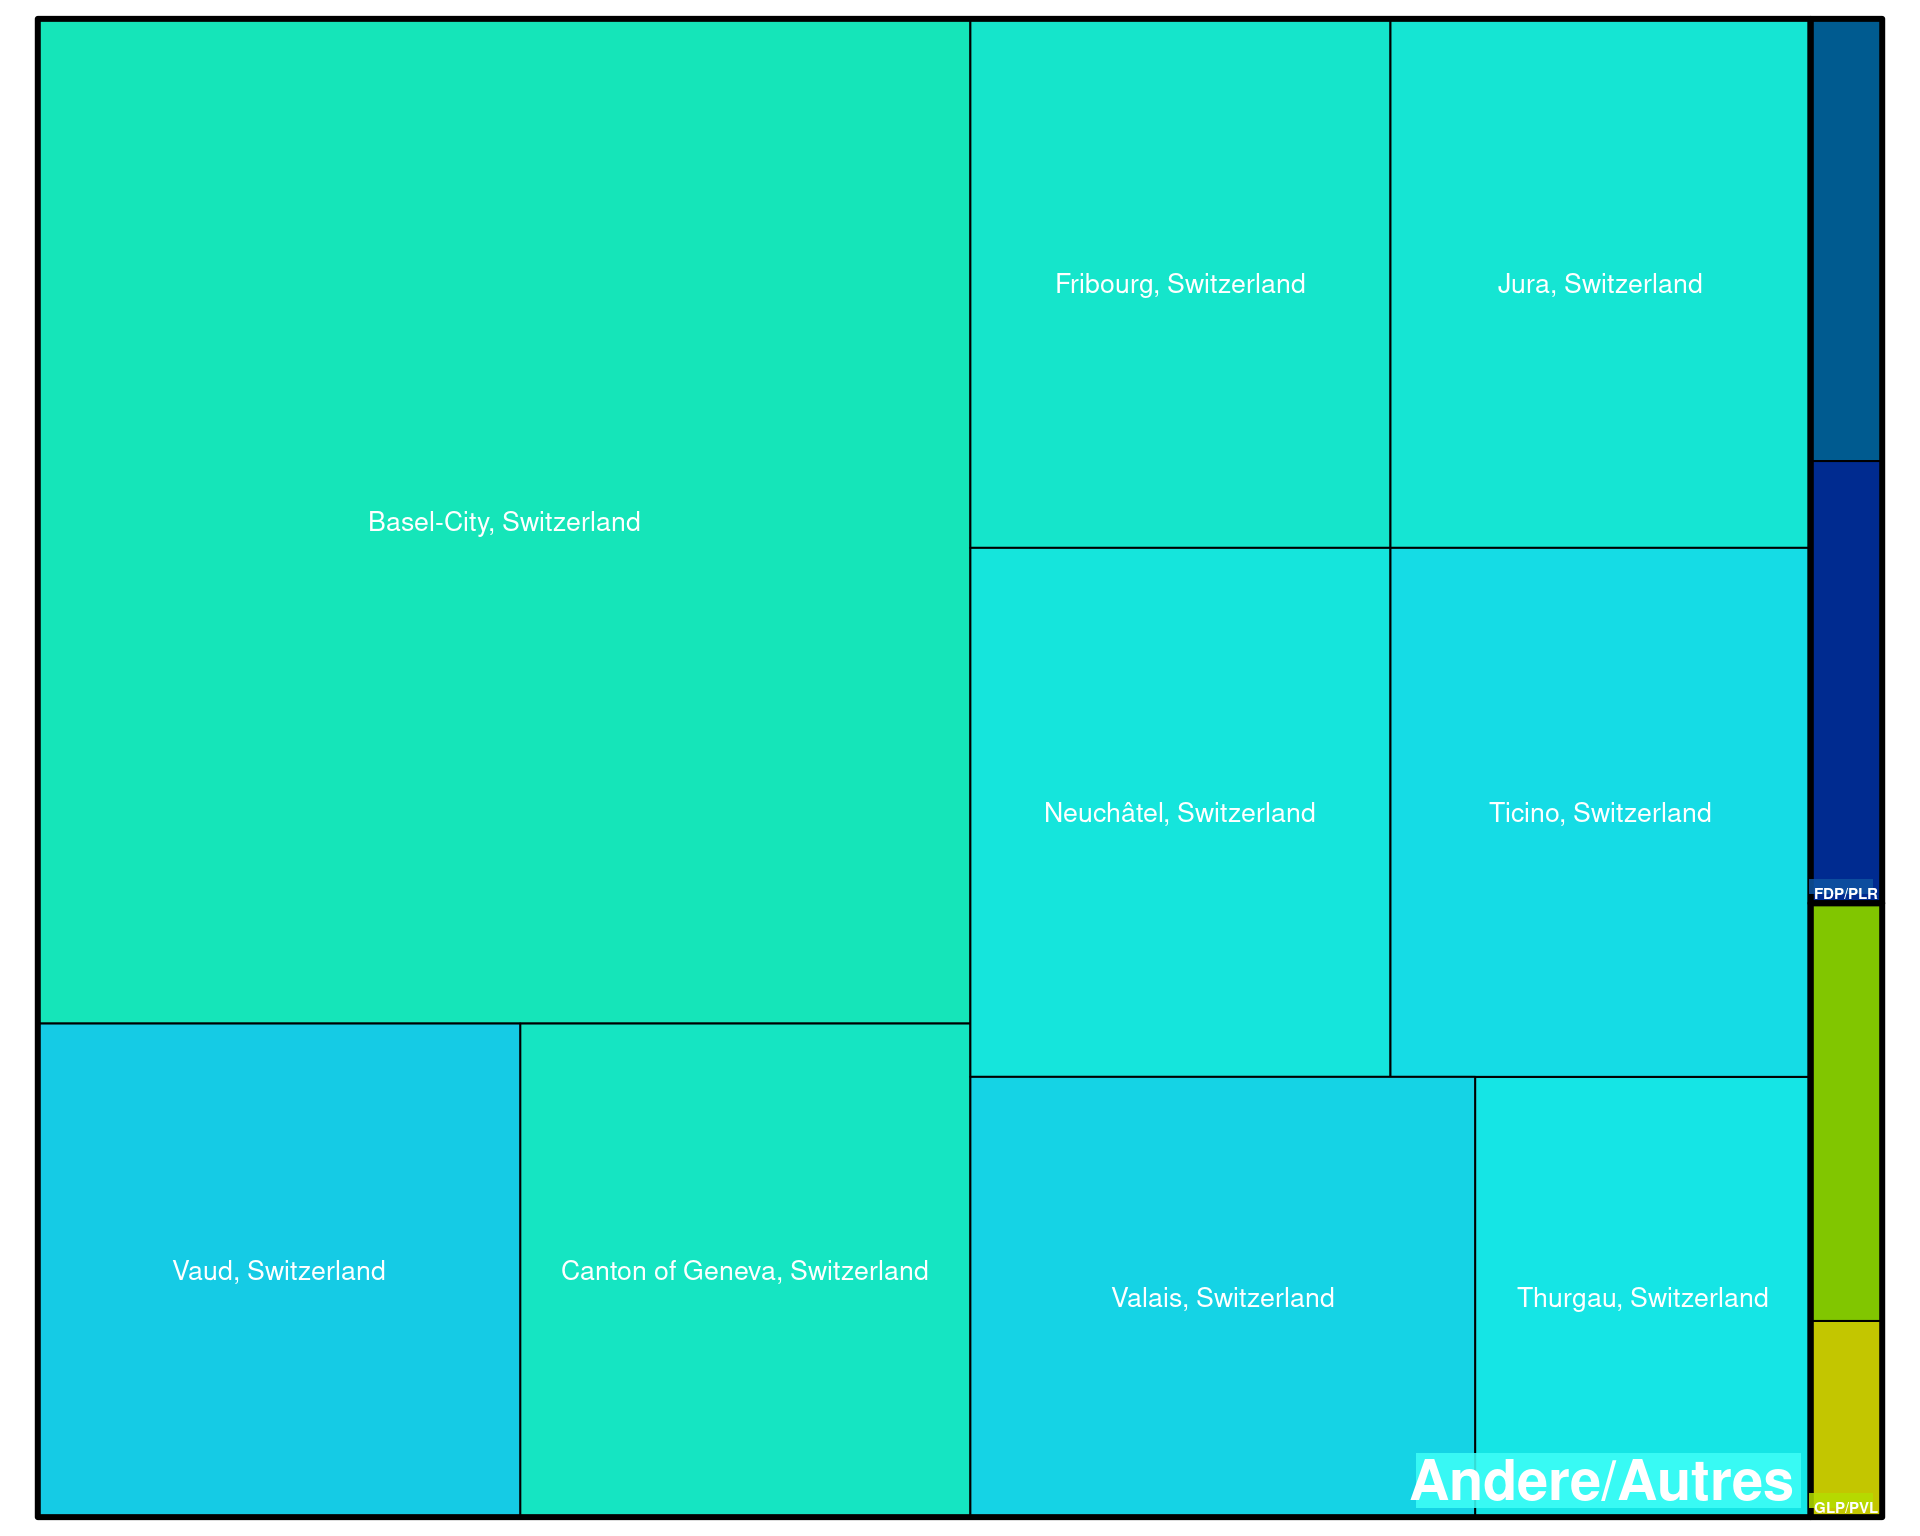 Basel-City, Switzerland
Fribourg, Switzerland
Jura, Switzerland
Neuchâtel, Switzerland
Ticino, Switzerland
FDP/PLR
Vaud, Switzerland
Canton of Geneva, Switzerland
Valais, Switzerland
Thurgau, Switzerland
Andere/Autres
GLP/PVL